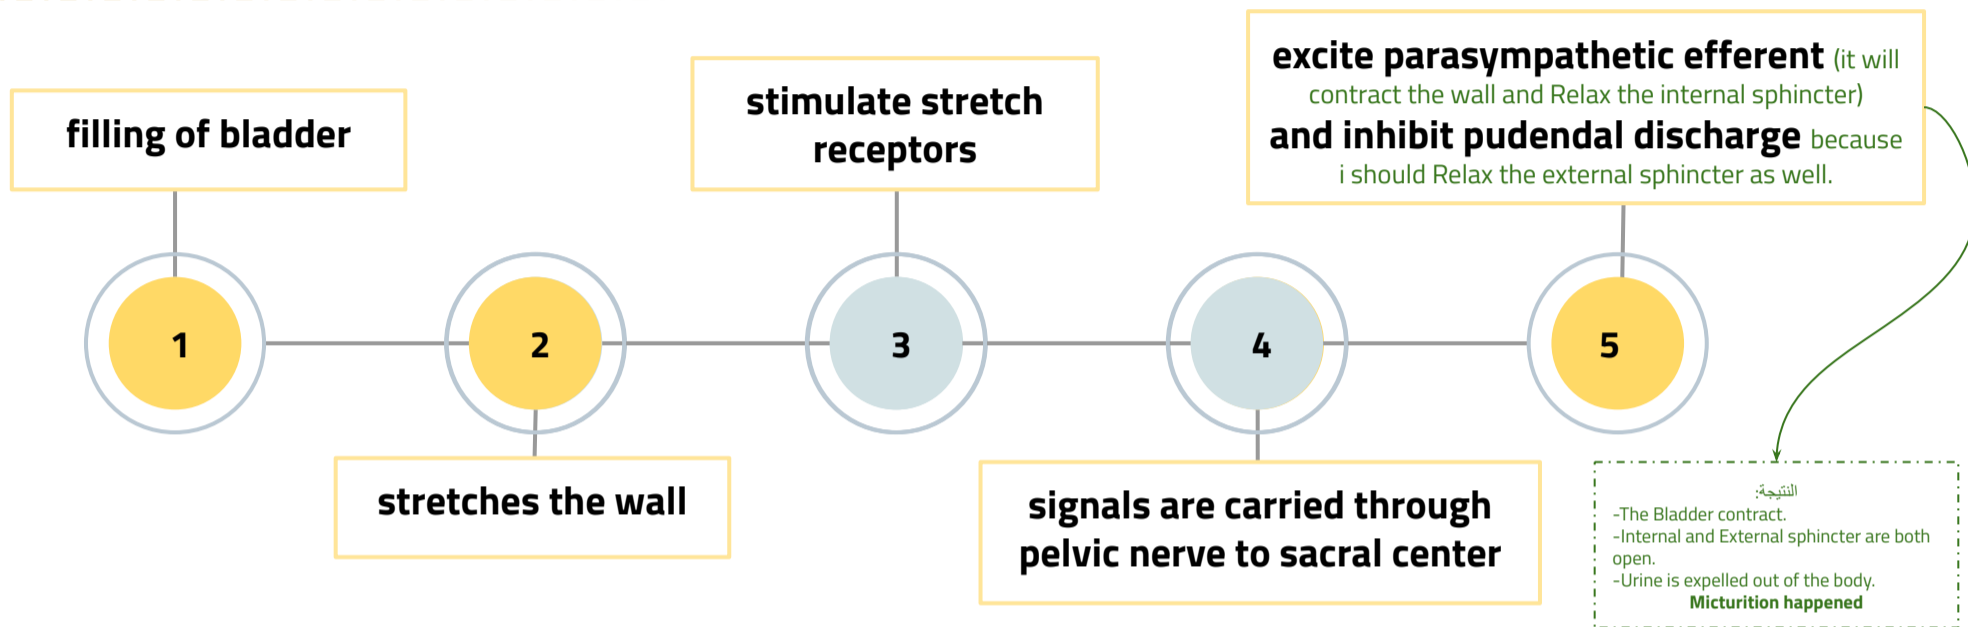 filling of bladder
1
stretches the wall
2
stimulate stretch
receptors
3
signals are carried through
pelvic nerve to sacral center
4
excite parasympathetic efferent (it will
contract the wall and Relax the internal sphincter)
and inhibit pudendal discharge because
i should Relax the external sphincter as well.
5
النتيجة:
-The Bladder contract.
-Internal and External sphincter are both
open.
-Urine is expelled out of the body.
Micturition happened